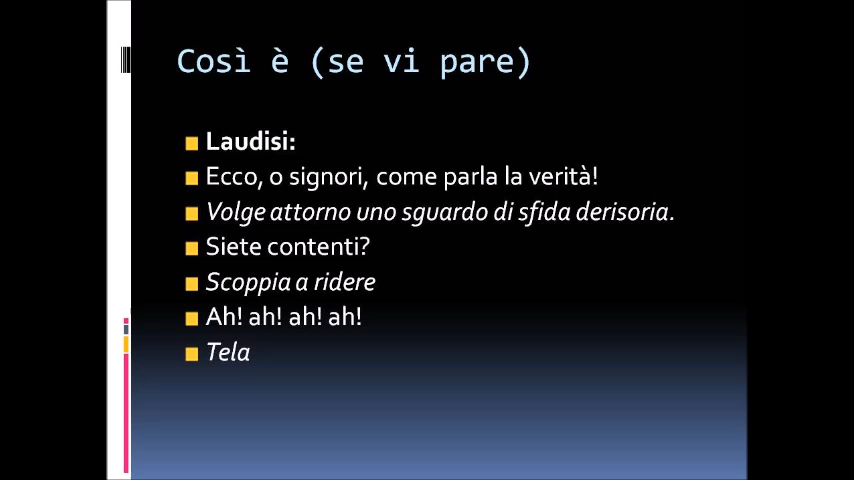 Così è (se vi pare)
Laudisi:
Ecco, o signori, come parla la verità!
Volge attorno uno sguardo di sfida derisoria.
Siete contenti?
Scoppia a ridere
Ah! ah! ah! ah!
Tela